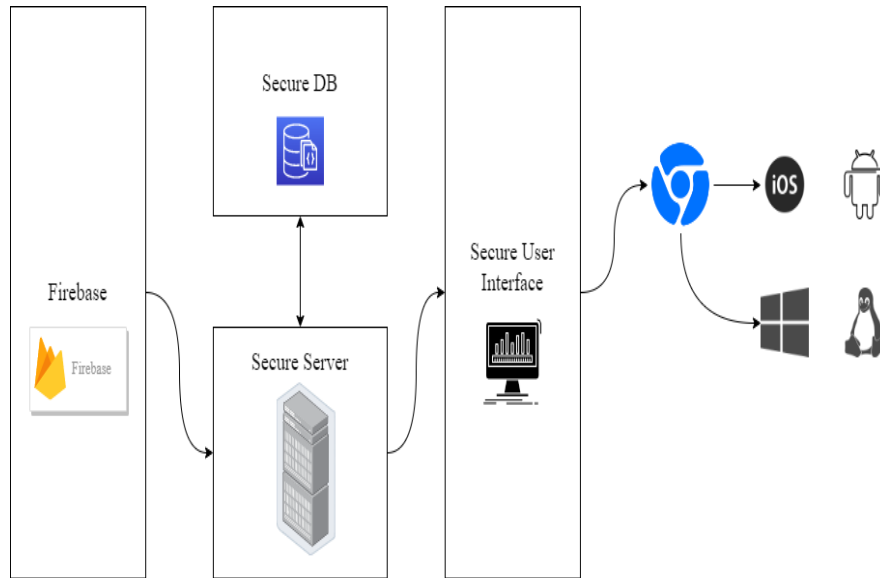 Firebase
Firebase
Secure DB
Secure Server
Secure User
Interface
iOS